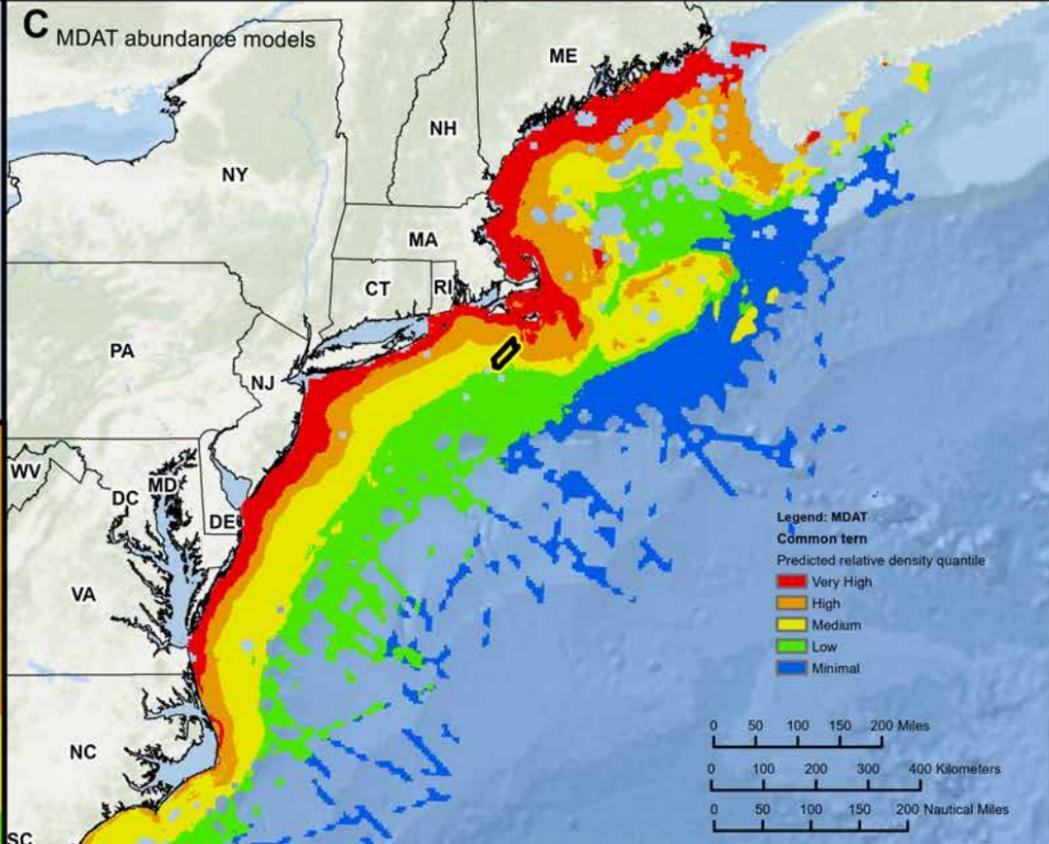 C MDAT abundance models
ME
NH
NY
MA
CT
RI
PA
NJ
WV
MD
DC
DE
VA
NC
SC
Legend: MDAT
Common tern
Predicted relative density quantile
Very High
High
Medium
Low
Minimal
0 50 100 150 200 Miles
0 100 200 300 400 Kilometers
0 50 100 150 200 Nautical Miles